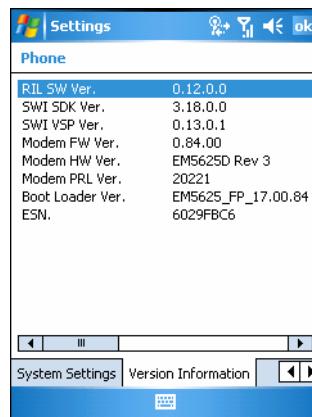 Settings ok
Phone
RIL SW Ver. 0.12.0.0
SWI SDK Ver. 3.18.0.0
SWI VSP Ver. 0.13.0.1
Modem FW Ver. 0.84.00
Modem HW Ver. EM5625D Rev 3
Modem PRL Ver. 20221
Boot Loader Ver. EM5625_FP_17.00.84
ESN. 6029FBC6
System Settings Version Information